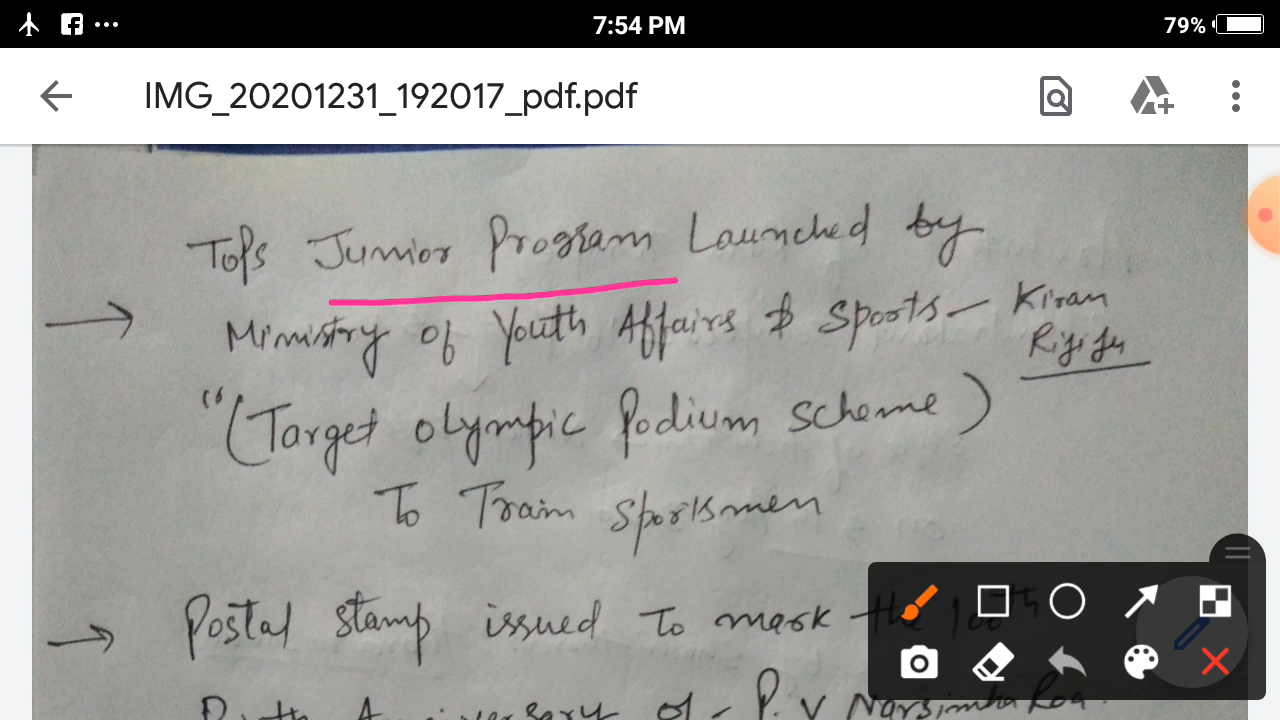 7:54 PM
79%
IMG_20201231_192017_pdf.pdf
Tops Junior Program Launched by
Ministry of Youth Affairs & Sports — Kiran
Rijiju
"(Target olympic Podium scheme)
To Train sportsmen
Postal stamp issued To mark the 100th
Birth Anniversary of - P. V Narsimha Roa